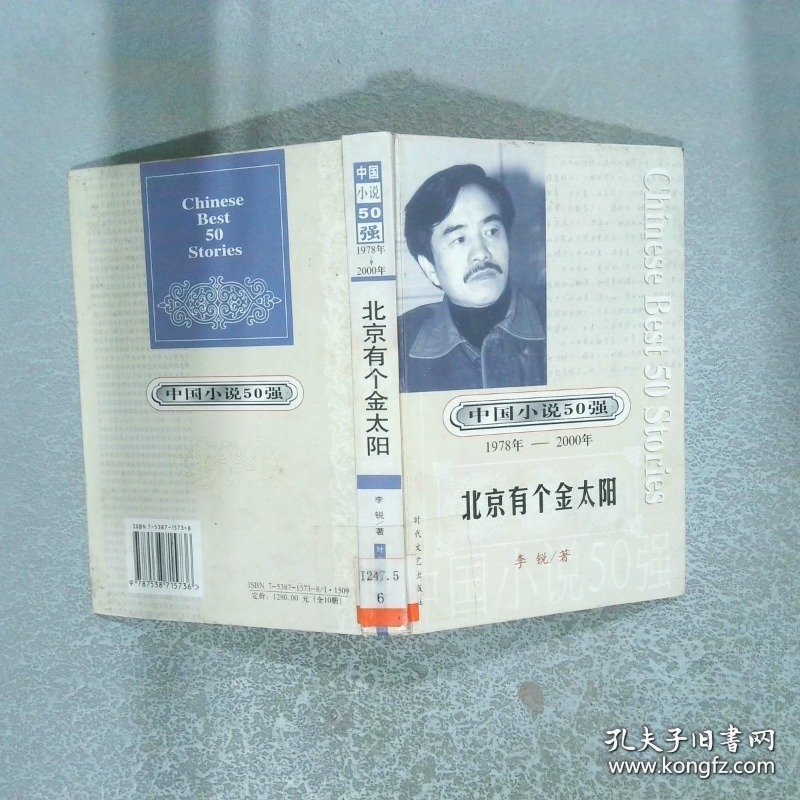 Chinese
Best
50
Stories
中国小说50强
ISBN 7-5387-1573-8
9 787538 715736 >
ISBN 7-5387-1573-8/I·1509
定价：1280.00 元（全10册）
中国
小说
50
强
1978年
2000年
北京有个金太阳
李锐/著
时
I247.5
6
Chinese Best 50 Stories
中国小说50强
1978年 — 2000年
北京有个金太阳
李锐/著
时代文艺出版社
国小说50强
孔夫子旧书网
www.kongfz.com